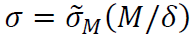 σ = σ̃_M(M/δ)